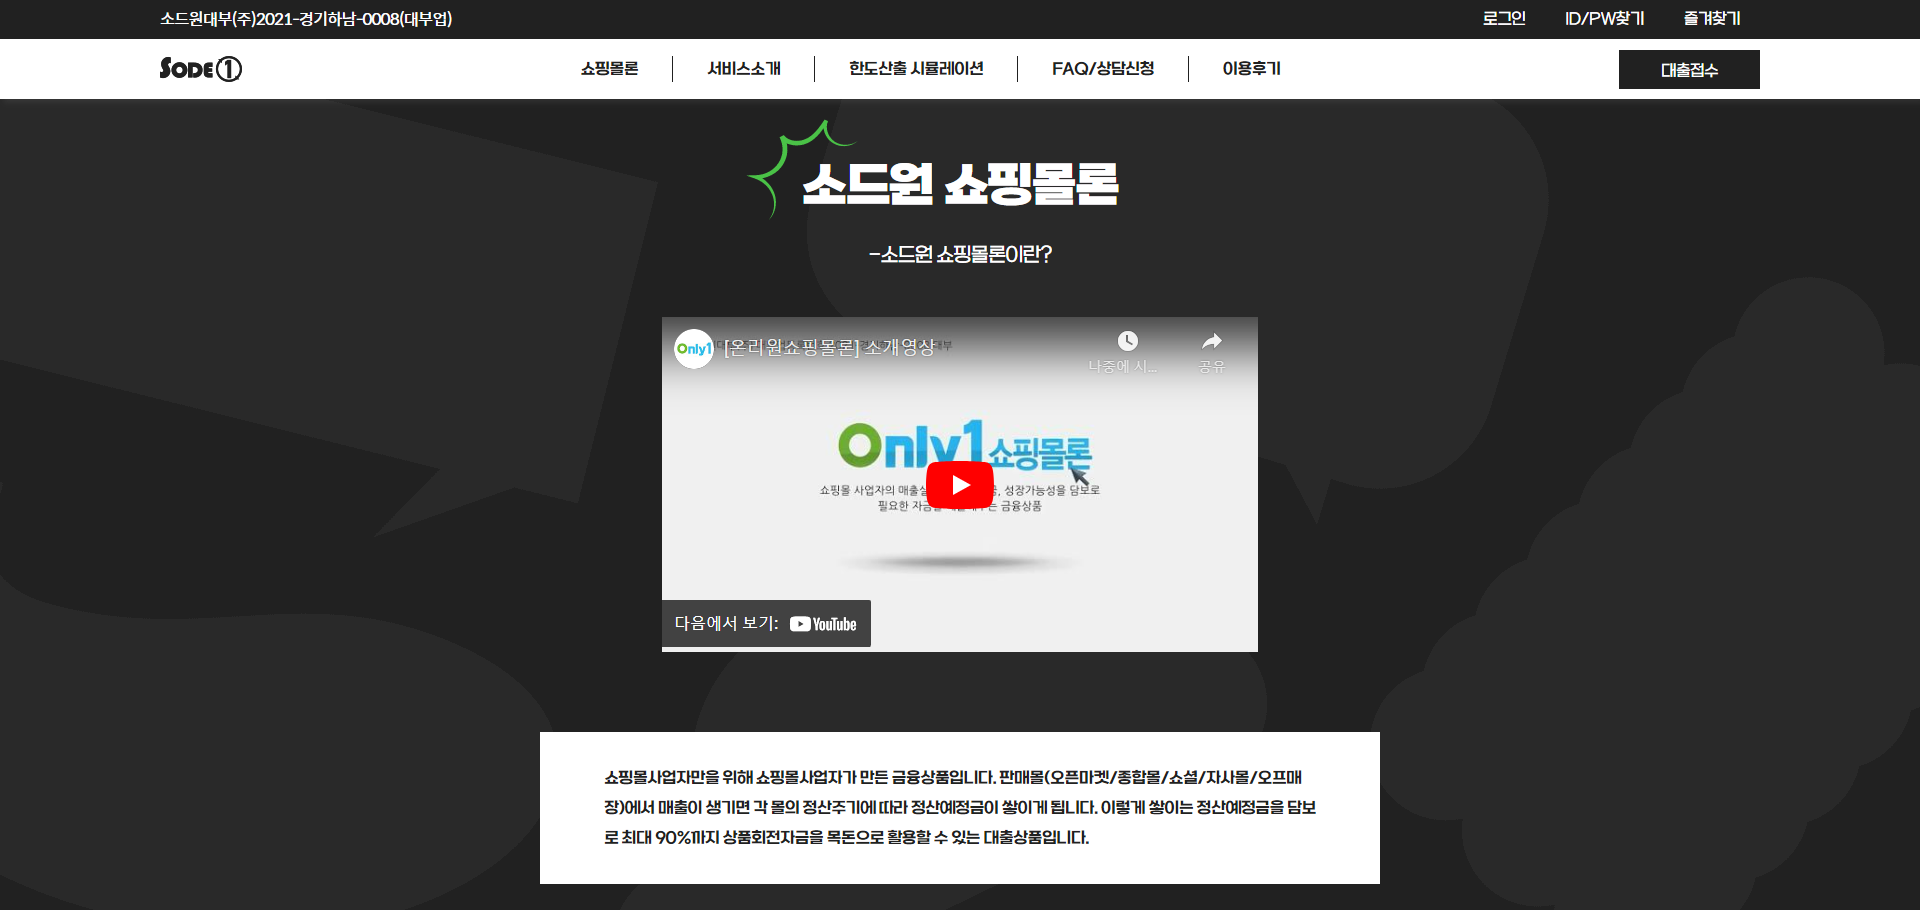 소드원대부(주)2021-경기하남-0008(대부업)
로그인 ID/PW찾기 즐겨찾기
SODE1
쇼핑몰론 서비스소개 한도산출 시뮬레이션 FAQ/상담신청 이용후기
대출접수
소드원 쇼핑몰론
-소드원 쇼핑몰론이란?
Only1 [온리원쇼핑몰론] 소개영상
나중에 시... 공유
Only1 쇼핑몰론
쇼핑몰 사업자의 매출실 성장가능성을 담보로
필요한 자금을 는 금융상품
다음에서 보기: YouTube
쇼핑몰사업자만을 위해 쇼핑몰사업자가 만든 금융상품입니다. 판매몰(오픈마켓/종합몰/쇼셜/자사몰/오프매
장)에서 매출이 생기면 각 몰의 정산주기에 따라 정산예정금이 쌓이게 됩니다. 이렇게 쌓이는 정산예정금을 담보
로 최대 90%까지 상품회전자금을 목돈으로 활용할 수 있는 대출상품입니다.